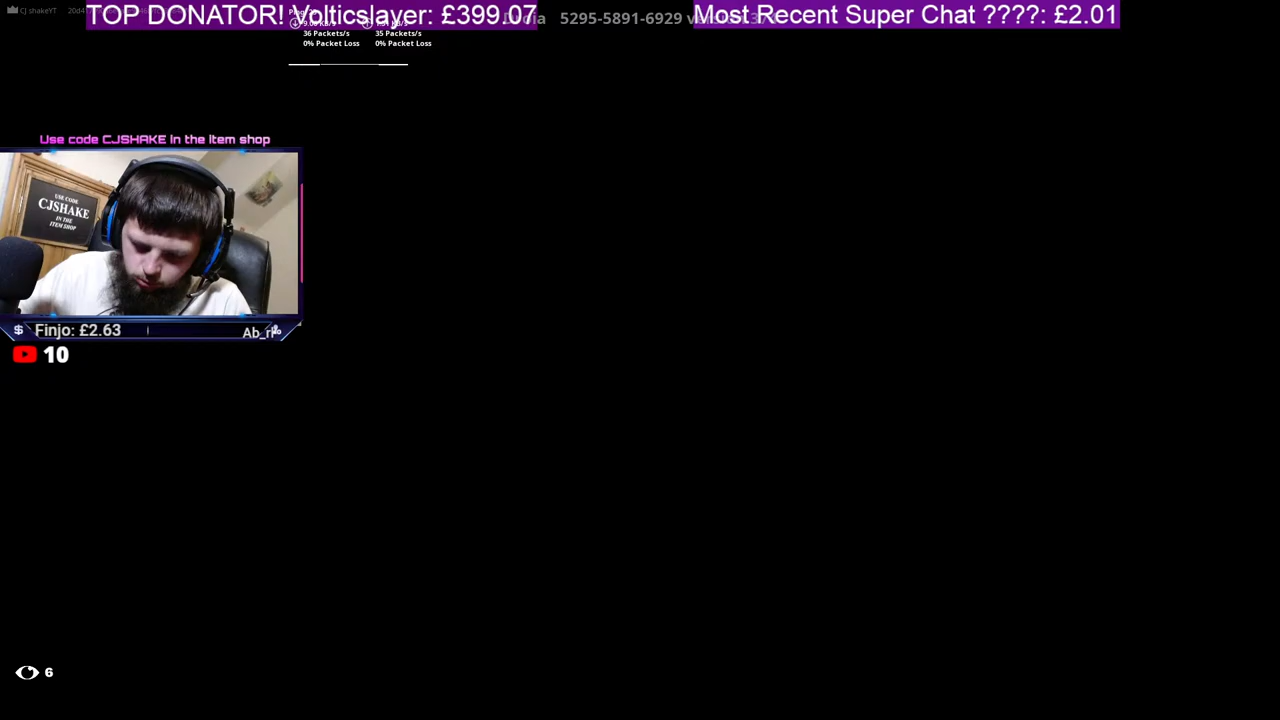 CJ shakeYT
TOP DONATOR! Volticslayer: £399.07
5295-5891-6929
Most Recent Super Chat ????: £2.01
36 Packets/s
35 Packets/s
0% Packet Loss
0% Packet Loss
Use code CJSHAKE in the item shop
USE CODE
CJSHAKE
IN THE
ITEM SHOP
$ Finjo: £2.63
10
6